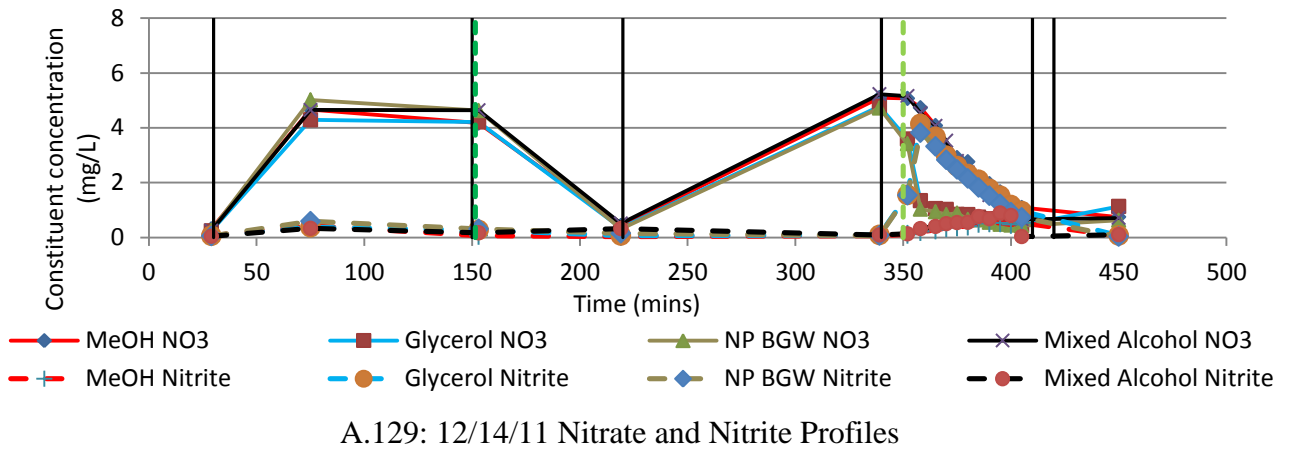 8
6
4
2
0
Constituent concentration
(mg/L)
0 50 100 150 200 250 300 350 400 450 500
Time (mins)
MeOH NO3 Glycerol NO3 NP BGW NO3 Mixed Alcohol NO3
MeOH Nitrite Glycerol Nitrite NP BGW Nitrite Mixed Alcohol Nitrite
A.129: 12/14/11 Nitrate and Nitrite Profiles